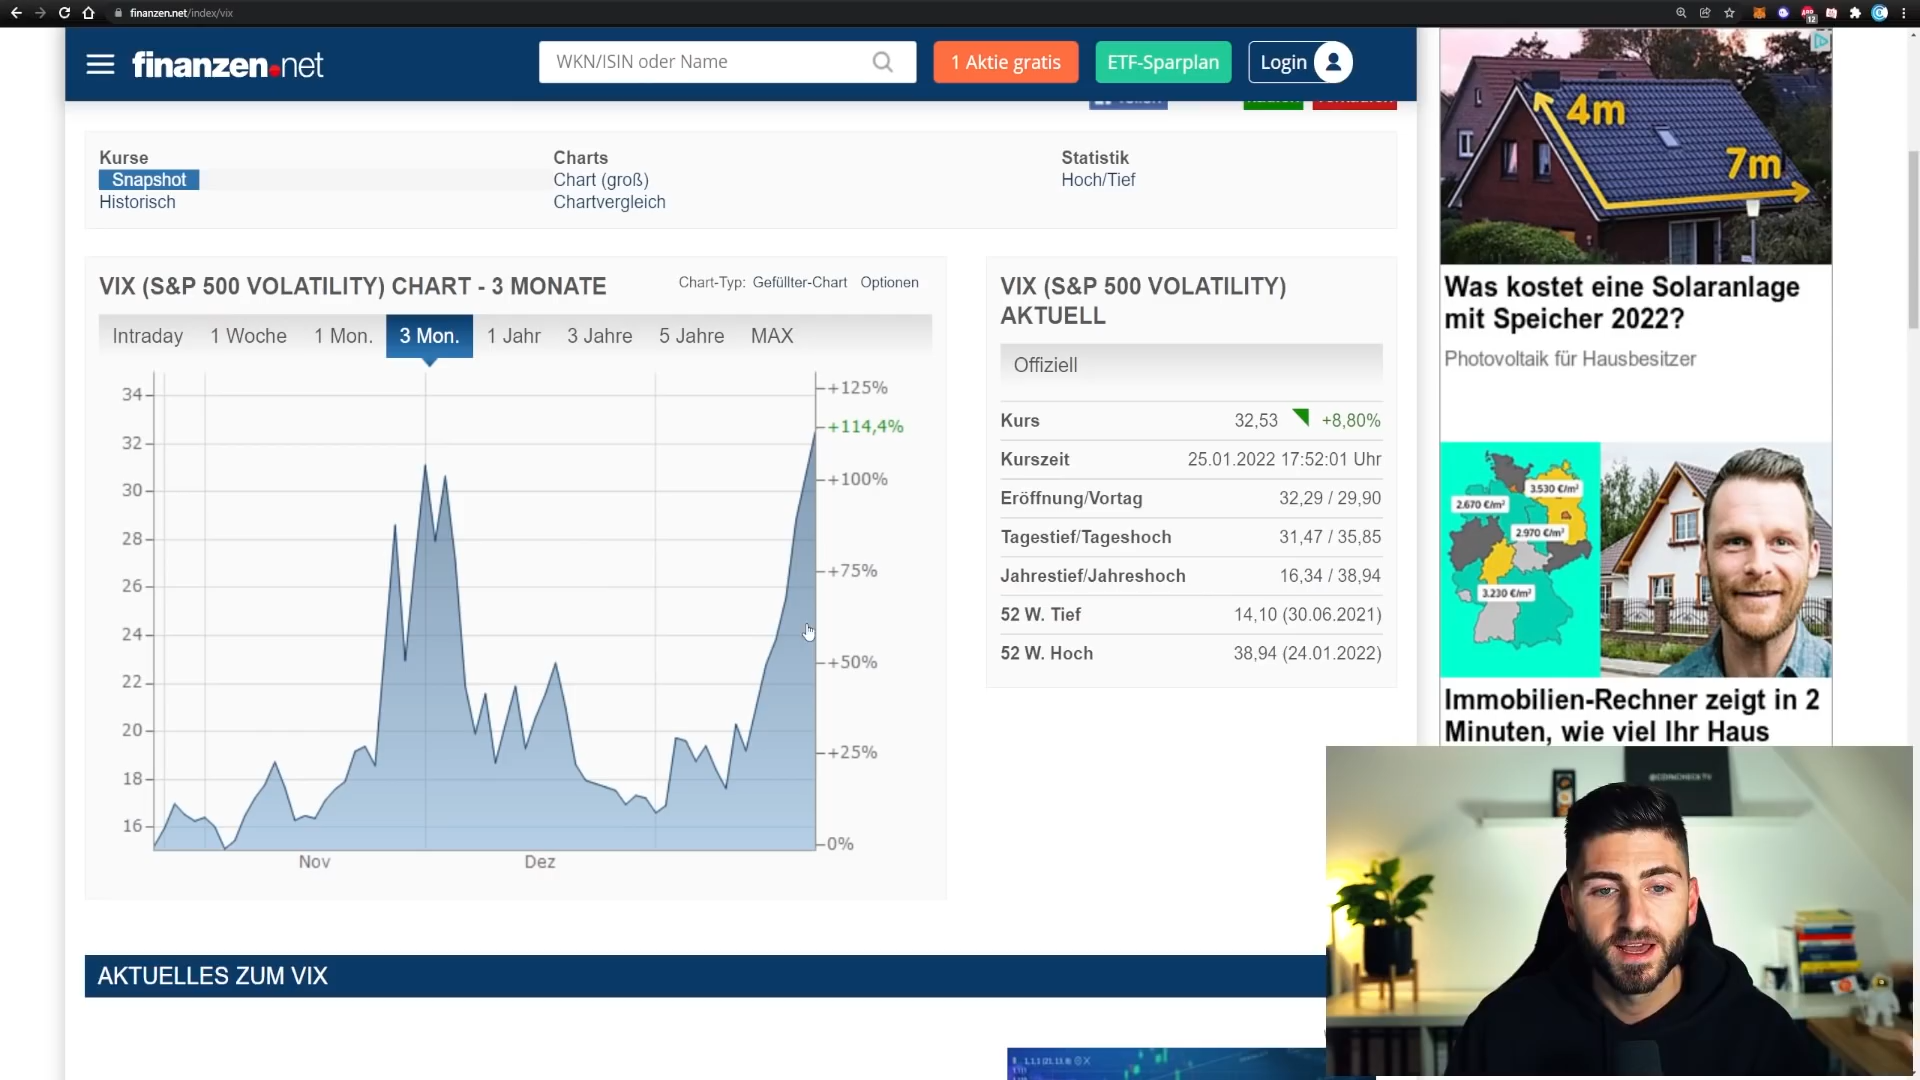 finanzen.net/index/vix
12
finanzen.net
WKN/ISIN oder Name
1 Aktie gratis
ETF-Sparplan
Login
Kurse
Snapshot
Historisch
Charts
Chart (groß)
Chartvergleich
Statistik
Hoch/Tief
VIX (S&P 500 VOLATILITY) CHART - 3 MONATE
Chart-Typ: Gefüllter-Chart Optionen
Intraday 1 Woche 1 Mon. 3 Mon. 1 Jahr 3 Jahre 5 Jahre MAX
34
32
30
28
26
24
22
20
18
16
+125%
+114,4%
+100%
+75%
+50%
+25%
0%
Nov Dez
VIX (S&P 500 VOLATILITY)
AKTUELL
Offiziell
Kurs 32,53 +8,80%
Kurszeit 25.01.2022 17:52:01 Uhr
Eröffnung/Vortag 32,29 / 29,90
Tagestief/Tageshoch 31,47 / 35,85
Jahrestief/Jahreshoch 16,34 / 38,94
52 W. Tief 14,10 (30.06.2021)
52 W. Hoch 38,94 (24.01.2022)
4m
7m
Was kostet eine Solaranlage
mit Speicher 2022?
Photovoltaik für Hausbesitzer
3.530 €/m²
2.670 €/m²
2.970 €/m²
3.230 €/m²
Immobilien-Rechner zeigt in 2
Minuten, wie viel Ihr Haus
@COINCHECKTV
AKTUELLES ZUM VIX